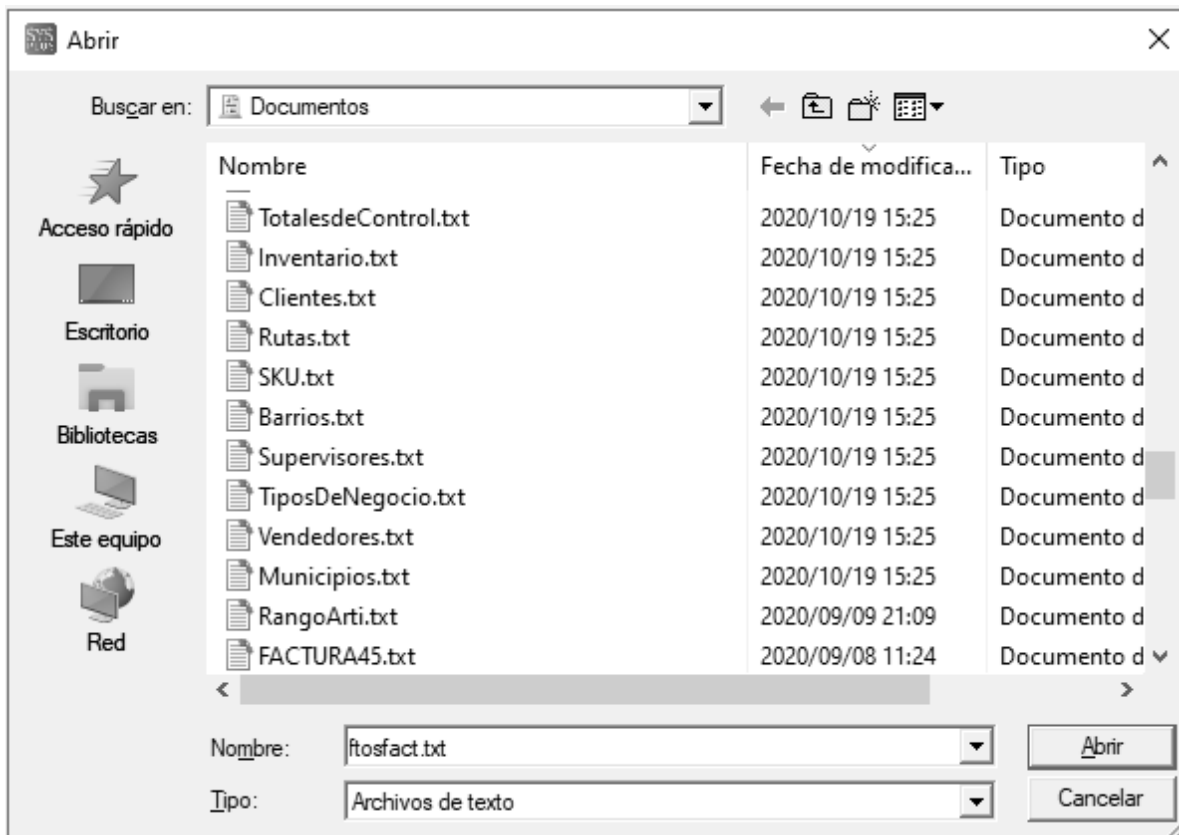 Abrir
Buscar en: Documentos
Nombre Fecha de modifica... Tipo
TotalesdeControl.txt 2020/10/19 15:25 Documento d
Inventario.txt 2020/10/19 15:25 Documento d
Clientes.txt 2020/10/19 15:25 Documento d
Rutas.txt 2020/10/19 15:25 Documento d
SKU.txt 2020/10/19 15:25 Documento d
Barrios.txt 2020/10/19 15:25 Documento d
Supervisores.txt 2020/10/19 15:25 Documento d
TiposDeNegocio.txt 2020/10/19 15:25 Documento d
Vendedores.txt 2020/10/19 15:25 Documento d
Municipios.txt 2020/10/19 15:25 Documento d
RangoArti.txt 2020/09/09 21:09 Documento d
FACTURA45.txt 2020/09/08 11:24 Documento d
Acceso rápido
Escritorio
Bibliotecas
Este equipo
Red
Nombre: ftosfact.txt Abrir
Tipo: Archivos de texto Cancelar